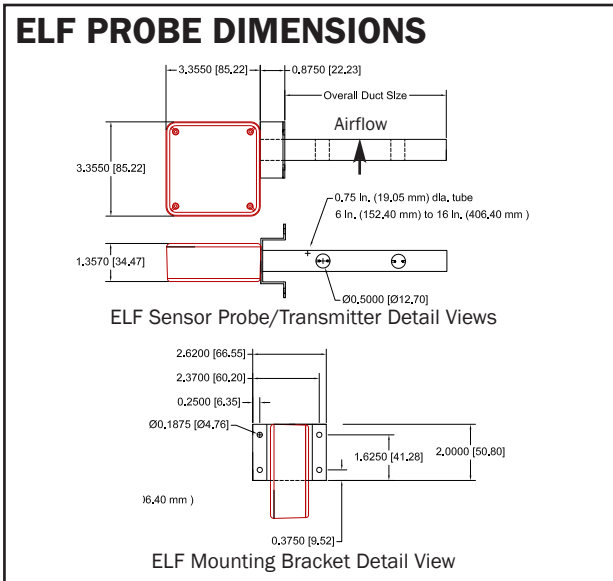 ELF PROBE DIMENSIONS
3.3550 [85.22]
0.8750 [22.23]
Overall Duct Size
Airflow
3.3550 [85.22]
0.75 In. (19.05 mm) dia. tube
6 In. (152.40 mm) to 16 In. (406.40 mm )
1.3570 [34.47]
Ø0.5000 [Ø12.70]
ELF Sensor Probe/Transmitter Detail Views
2.6200 [66.55]
2.3700 [60.20]
0.2500 [6.35]
Ø0.1875 [Ø4.76]
1.6250 [41.28]
2.0000 [50.80]
06.40 mm )
0.3750 [9.52]
ELF Mounting Bracket Detail View